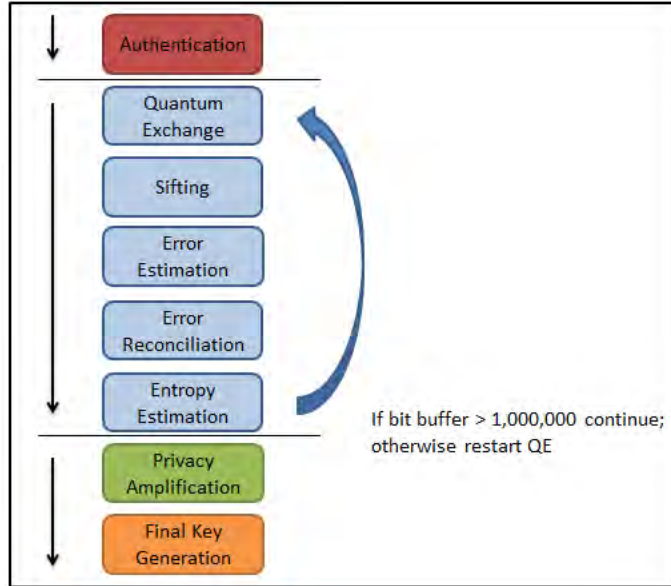 Authentication
Quantum
Exchange
Sifting
Error
Estimation
Error
Reconciliation
Entropy
Estimation
If bit buffer > 1,000,000 continue;
otherwise restart QE
Privacy
Amplification
Final Key
Generation